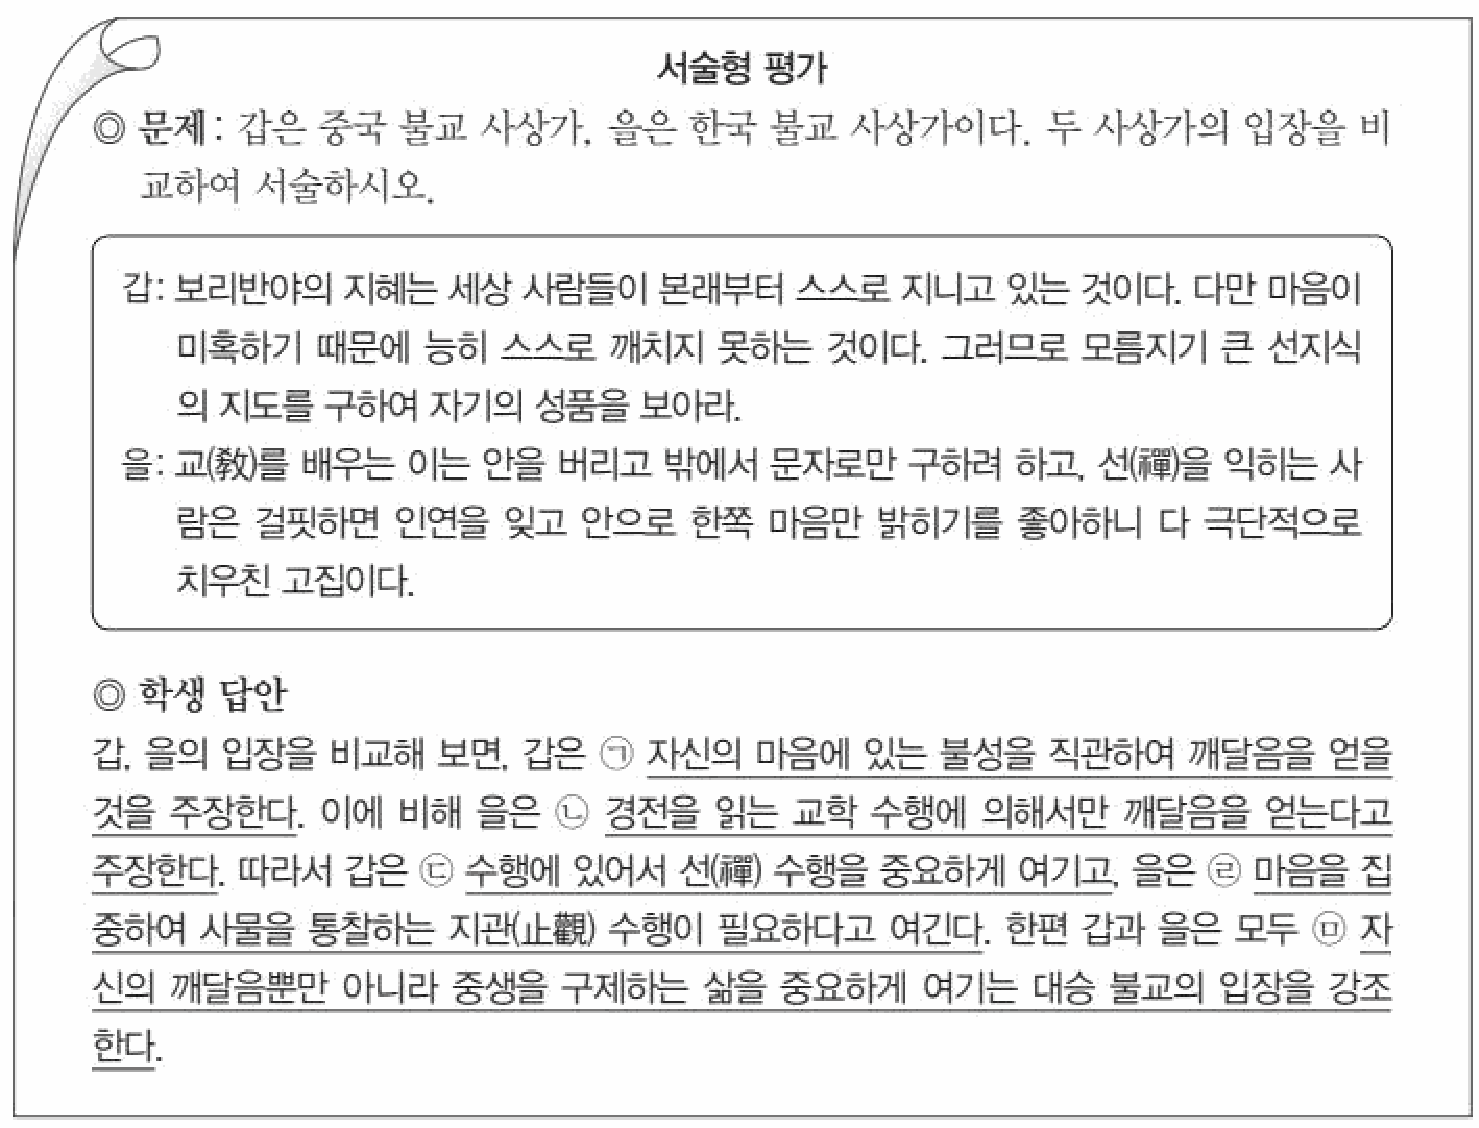 서술형 평가
◎ 문제: 갑은 중국 불교 사상가, 을은 한국 불교 사상가이다. 두 사상가의 입장을 비
교하여 서술하시오.
갑: 보리반야의 지혜는 세상 사람들이 본래부터 스스로 지니고 있는 것이다. 다만 마음이
미혹하기 때문에 능히 스스로 깨치지 못하는 것이다. 그러므로 모름지기 큰 선지식
의 지도를 구하여 자기의 성품을 보아라.
을: 교(敎)를 배우는 이는 안을 버리고 밖에서 문자로만 구하려 하고, 선(禪)을 익히는 사
람은 걸핏하면 인연을 잊고 안으로 한쪽 마음만 밝히기를 좋아하니 다 극단적으로
치우친 고집이다.
◎ 학생 답안
갑, 을의 입장을 비교해 보면, 갑은 ㉠ 자신의 마음에 있는 불성을 직관하여 깨달음을 얻을
것을 주장한다. 이에 비해 을은 ㉡ 경전을 읽는 교학 수행에 의해서만 깨달음을 얻는다고
주장한다. 따라서 갑은 ㉢ 수행에 있어서 선(禪) 수행을 중요하게 여기고, 을은 ㉣ 마음을 집
중하여 사물을 통찰하는 지관(止觀) 수행이 필요하다고 여긴다. 한편 갑과 을은 모두 ㉤ 자
신의 깨달음뿐만 아니라 중생을 구제하는 삶을 중요하게 여기는 대승 불교의 입장을 강조
한다.